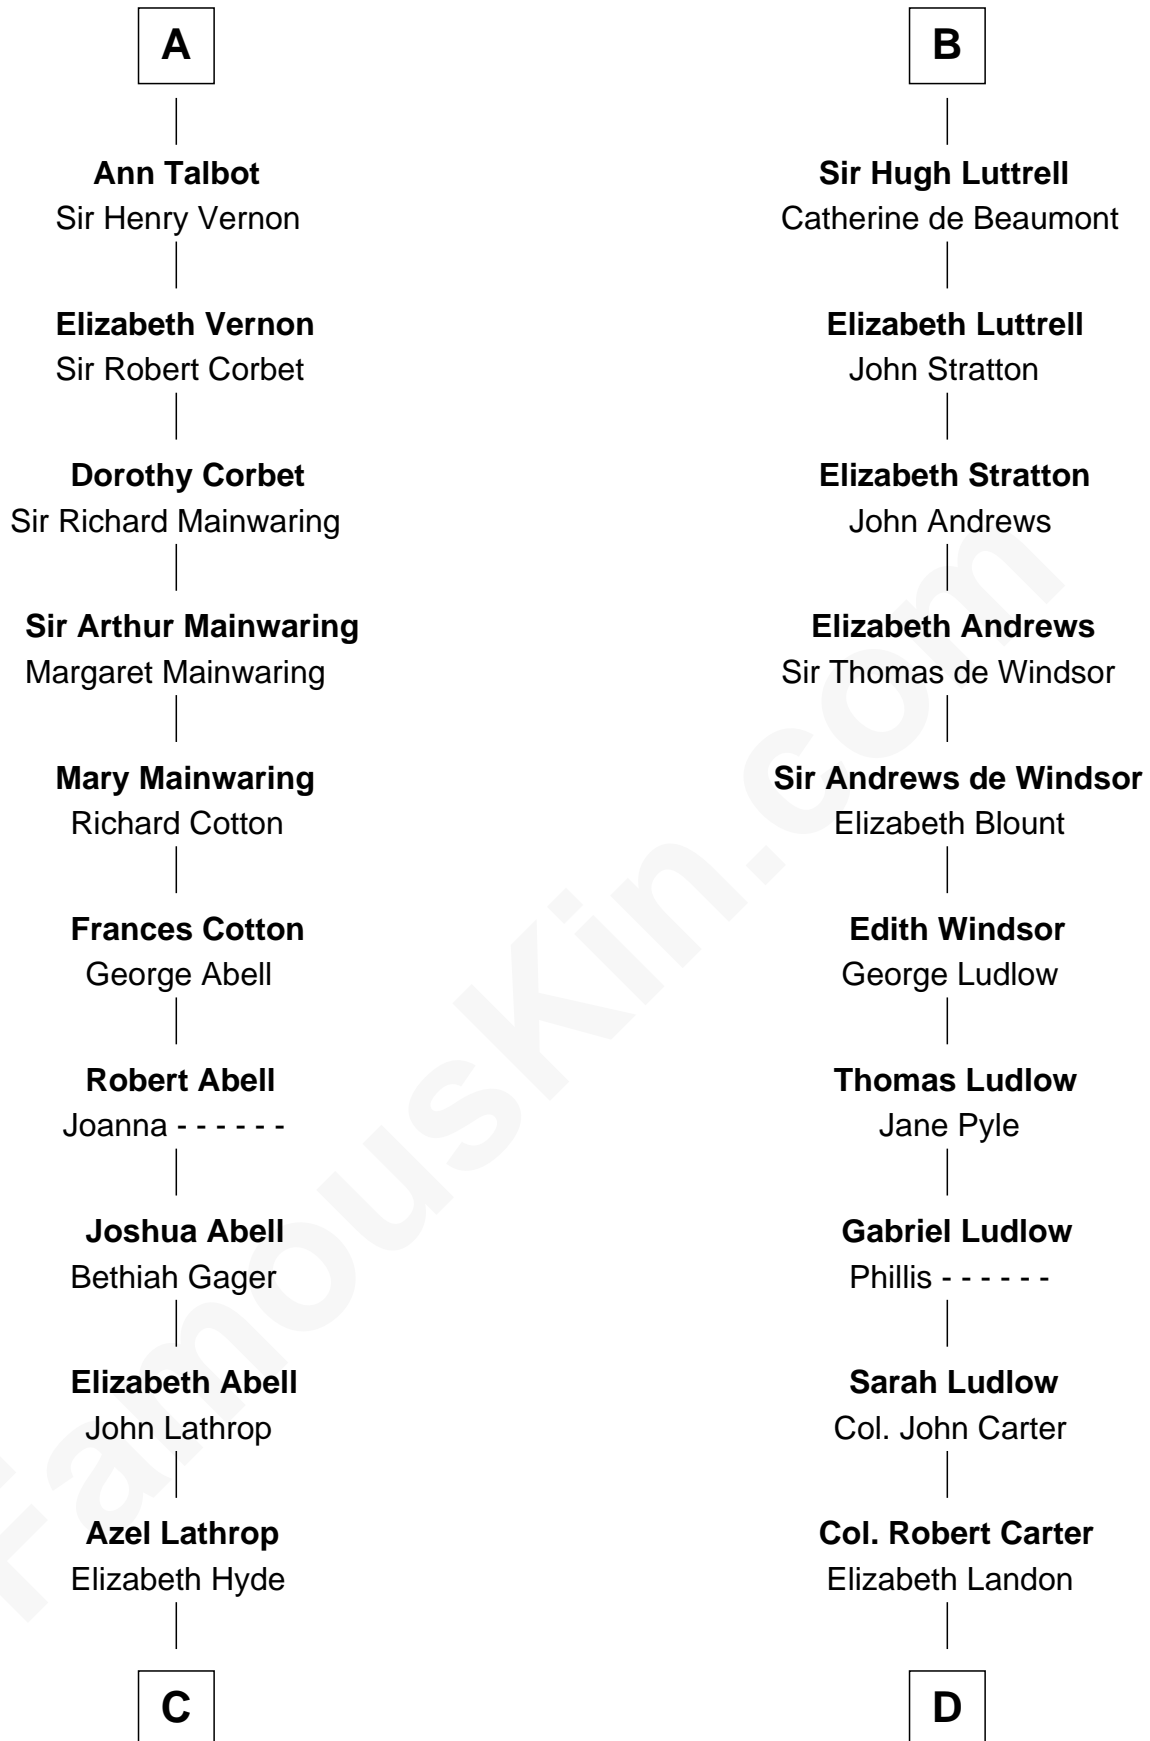 A
Ann Talbot
Sir Henry Vernon
Elizabeth Vernon
Sir Robert Corbet
Dorothy Corbet
Sir Richard Mainwaring
Sir Arthur Mainwaring
Margaret Mainwaring
Mary Mainwaring
Richard Cotton
Frances Cotton
George Abell
Robert Abell
Joanna - - - - - -
Joshua Abell
Bethiah Gager
Elizabeth Abell
John Lathrop
Azel Lathrop
Elizabeth Hyde
C
B
Sir Hugh Luttrell
Catherine de Beaumont
Elizabeth Luttrell
John Stratton
Elizabeth Stratton
John Andrews
Elizabeth Andrews
Sir Thomas de Windsor
Sir Andrews de Windsor
Elizabeth Blount
Edith Windsor
George Ludlow
Thomas Ludlow
Jane Pyle
Gabriel Ludlow
Phillis - - - - - -
Sarah Ludlow
Col. John Carter
Col. Robert Carter
Elizabeth Landon
D
FamousKin.com